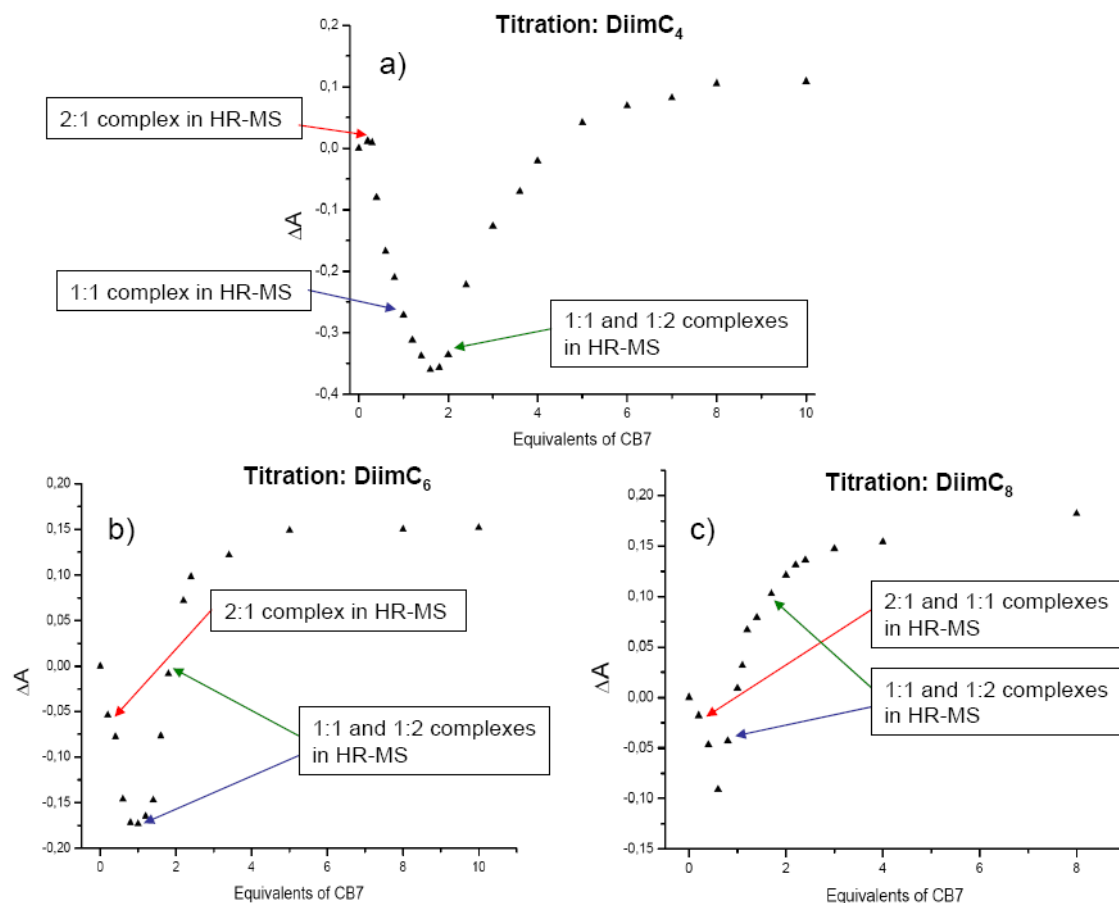 Titration: DiimC₄
a)
0,2
0,1
0,0
-0,1
-0,2
-0,3
-0,4
ΔA
2:1 complex in HR-MS
1:1 complex in HR-MS
1:1 and 1:2 complexes
in HR-MS
0 2 4 6 8 10
Equivalents of CB7
Titration: DiimC₆
b)
0,20
0,15
0,10
0,05
0,00
-0,05
-0,10
-0,15
-0,20
ΔA
2:1 complex in HR-MS
1:1 and 1:2 complexes
in HR-MS
0 2 4 6 8 10
Equivalents of CB7
Titration: DiimC₈
c)
0,20
0,15
0,10
0,05
0,00
-0,05
-0,10
-0,15
ΔA
2:1 and 1:1 complexes
in HR-MS
1:1 and 1:2 complexes
in HR-MS
0 2 4 6 8
Equivalents of CB7